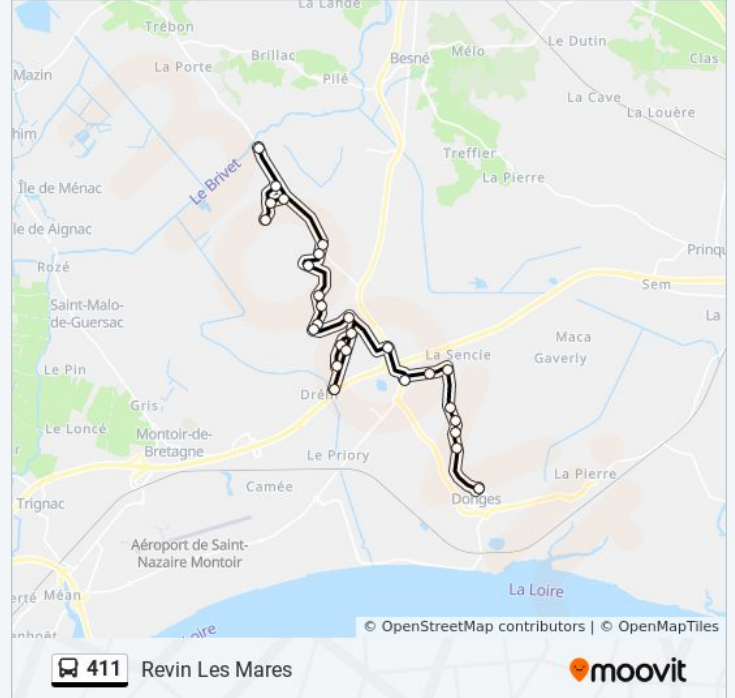 La Lande
Trébon
Le Dutin
Brillac
Besné
Mélo
Clas
La Porte
Mazin
Pilé
La Cave
La Louère
him
Treffier
Le Brivet
La Pierre
Île de Ménac
le de Aignac
Prinqu
Rozé
Sem
Saint-Malo-
de-Guersac
La
Maca
La Sencie
Gaverly
Le Pin
Gris
Le Loncé
Montoir-de-
Bretagne
Le Priory
La Pierre
Camée
Donges
Trignac
Aéroport de Saint-
Nazaire Montoir
Méan
La Loire
© OpenStreetMap contributors | © OpenMapTiles
411 Revin Les Mares
moovit